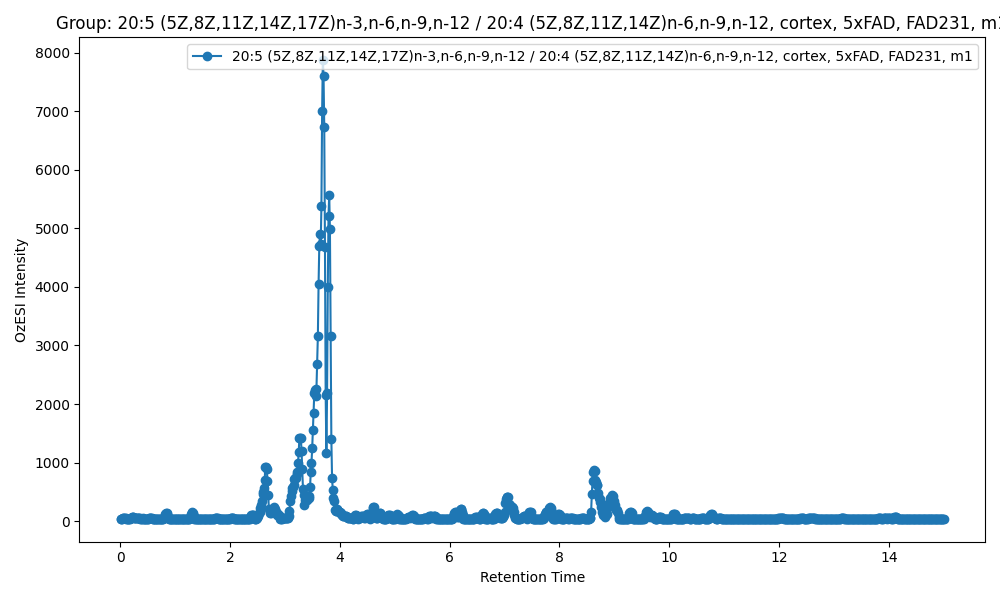 Group: 20:5 (5Z,8Z,11Z,14Z,17Z)n-3,n-6,n-9,n-12 / 20:4 (5Z,8Z,11Z,14Z)n-6,n-9,n-12, cortex, 5xFAD, FAD231, m1
20:5 (5Z,8Z,11Z,14Z,17Z)n-3,n-6,n-9,n-12 / 20:4 (5Z,8Z,11Z,14Z)n-6,n-9,n-12, cortex, 5xFAD, FAD231, m1
OzESI Intensity
8000
7000
6000
5000
4000
3000
2000
1000
0
0 2 4 6 8 10 12 14
Retention Time